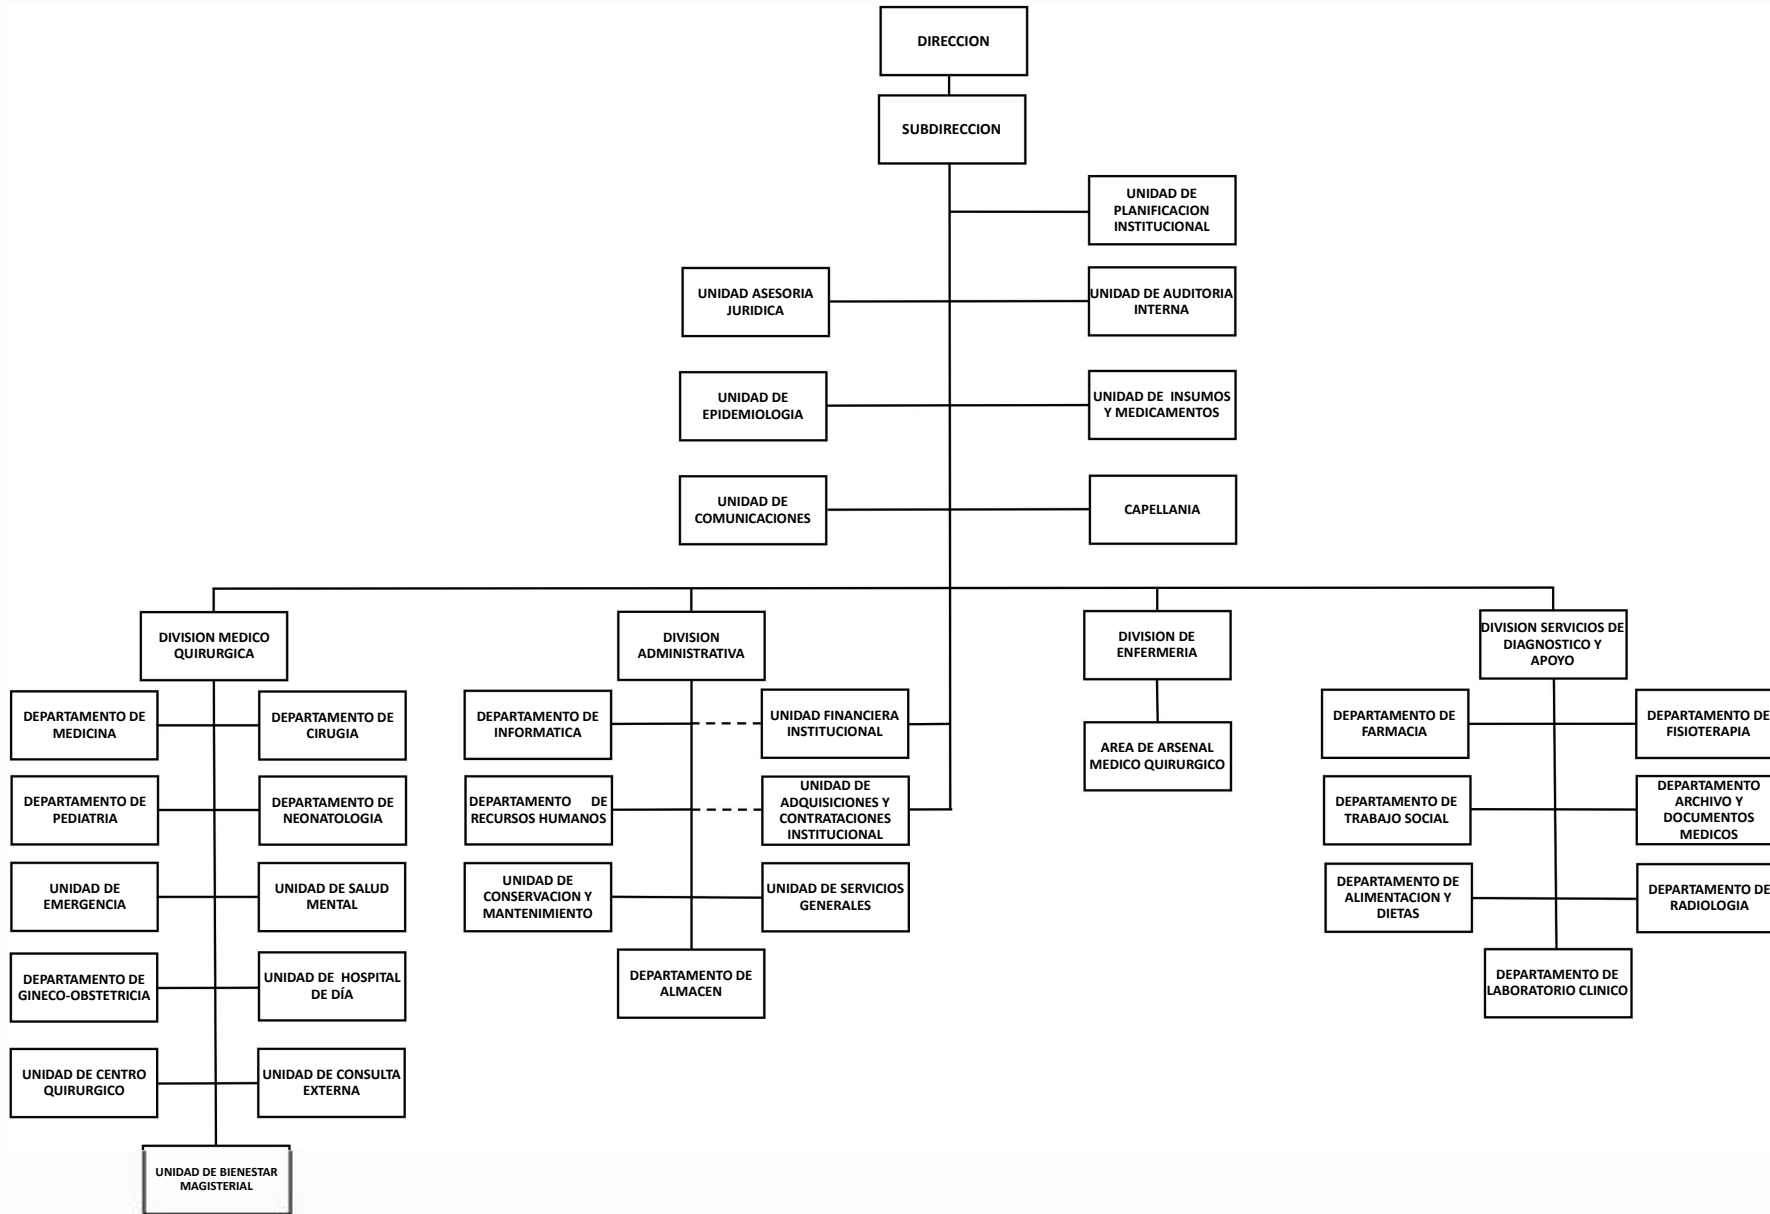 DIRECCION
SUBDIRECCION
UNIDAD DE
PLANIFICACION
INSTITUCIONAL
UNIDAD ASESORIA
JURIDICA
UNIDAD DE AUDITORIA
INTERNA
UNIDAD DE
EPIDEMIOLOGIA
UNIDAD DE INSUMOS
Y MEDICAMENTOS
UNIDAD DE
COMUNICACIONES
CAPELLANIA
DIVISION MEDICO
QUIRURGICA
DIVISION
ADMINISTRATIVA
DIVISION DE
ENFERMERIA
DIVISION SERVICIOS DE
DIAGNOSTICO Y
APOYO
DEPARTAMENTO DE
MEDICINA
DEPARTAMENTO DE
CIRUGIA
DEPARTAMENTO DE
INFORMATICA
UNIDAD FINANCIERA
INSTITUCIONAL
AREA DE ARSENAL
MEDICO QUIRURGICO
DEPARTAMENTO DE
FARMACIA
DEPARTAMENTO DE
FISIOTERAPIA
DEPARTAMENTO DE
PEDIATRIA
DEPARTAMENTO DE
NEONATOLOGIA
DEPARTAMENTO DE
RECURSOS HUMANOS
UNIDAD DE
ADQUISICIONES Y
CONTRATACIONES
INSTITUCIONAL
DEPARTAMENTO DE
TRABAJO SOCIAL
DEPARTAMENTO
ARCHIVO Y
DOCUMENTOS
MEDICOS
UNIDAD DE
EMERGENCIA
UNIDAD DE SALUD
MENTAL
UNIDAD DE
CONSERVACION Y
MANTENIMIENTO
UNIDAD DE SERVICIOS
GENERALES
DEPARTAMENTO DE
ALIMENTACION Y
DIETAS
DEPARTAMENTO DE
RADIOLOGIA
DEPARTAMENTO DE
GINECO-OBSTETRICIA
UNIDAD DE HOSPITAL
DE DÍA
DEPARTAMENTO DE
ALMACEN
DEPARTAMENTO DE
LABORATORIO CLINICO
UNIDAD DE CENTRO
QUIRURGICO
UNIDAD DE CONSULTA
EXTERNA
UNIDAD DE BIENESTAR
MAGISTERIAL